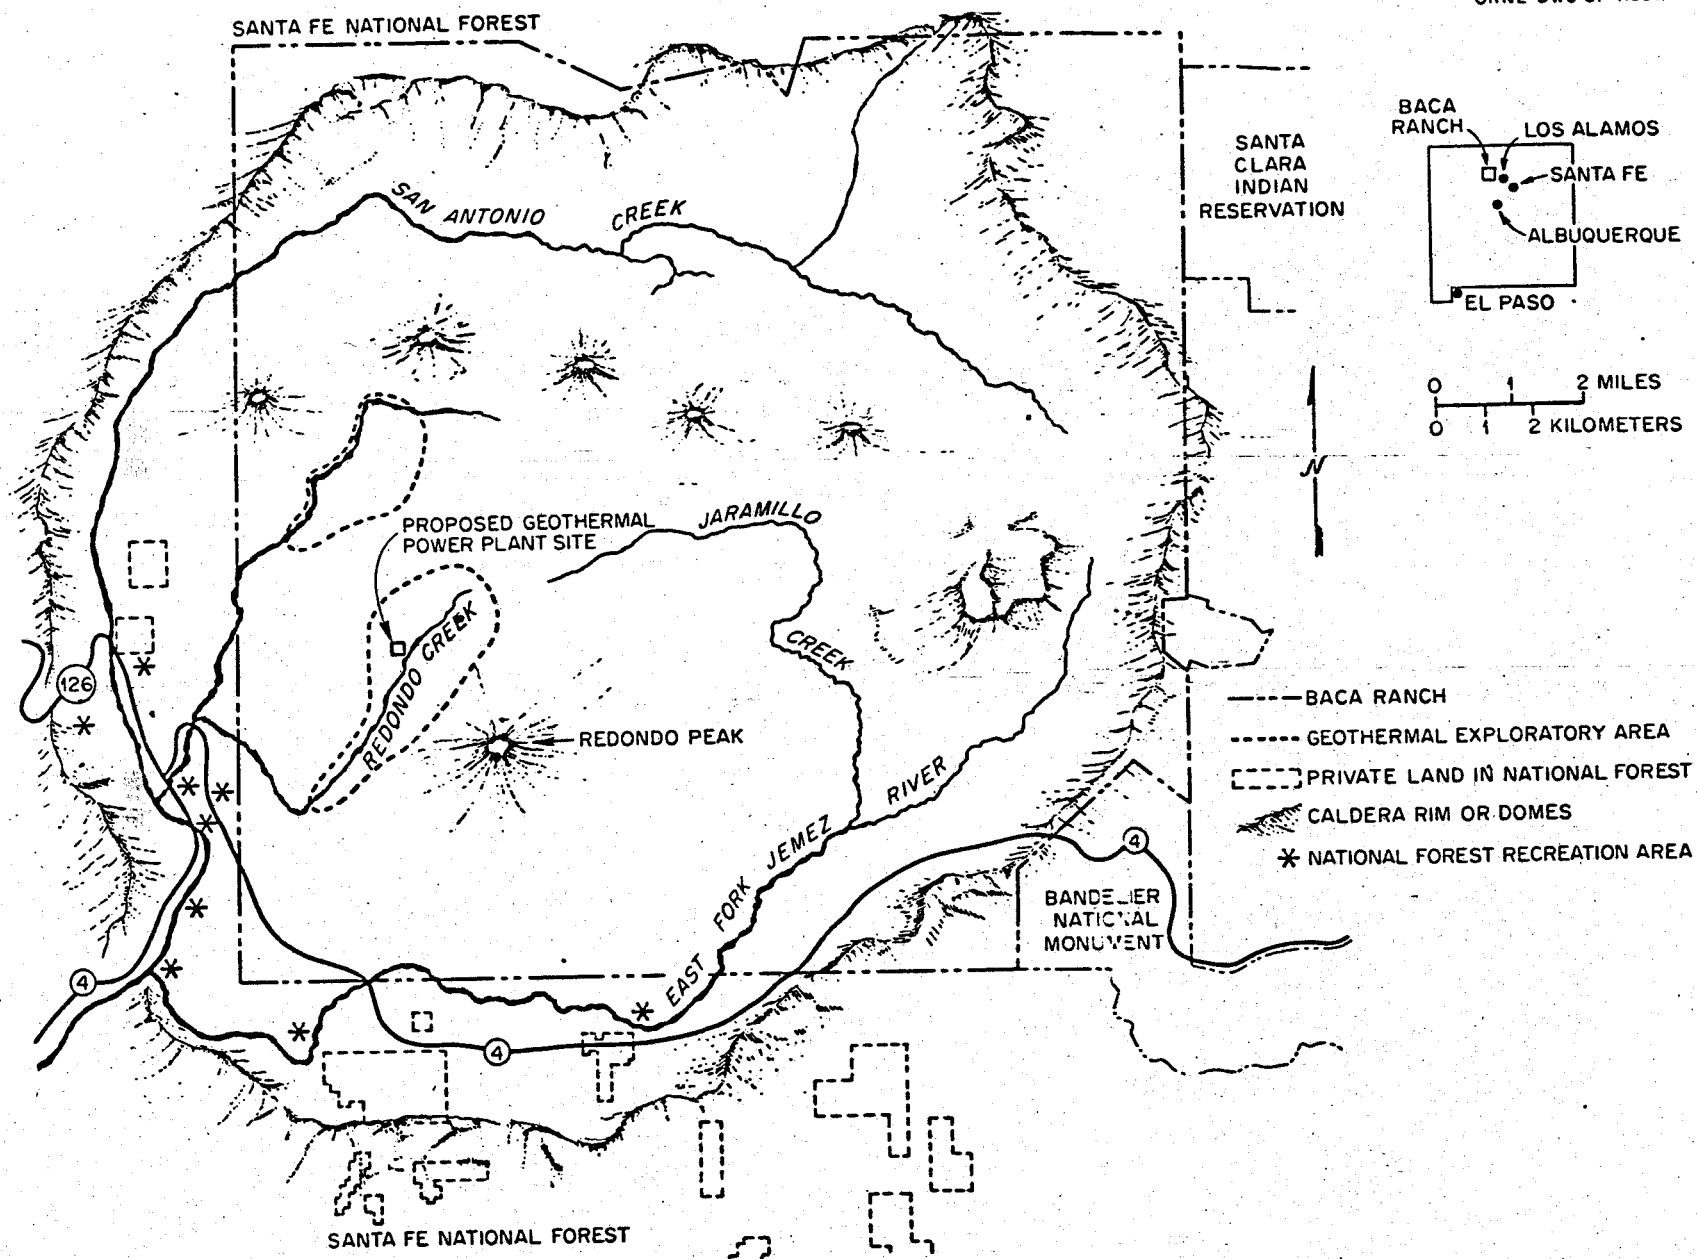 SANTA FE NATIONAL FOREST
SANTA
CLARA
INDIAN
RESERVATION
BACA
RANCH
LOS ALAMOS
SANTA FE
ALBUQUERQUE
EL PASO
SAN ANTONIO CREEK
0 1 2 MILES
0 1 2 KILOMETERS
N
PROPOSED GEOTHERMAL
POWER PLANT SITE
JARAMILLO CREEK
REDONDO CREEK
126
REDONDO PEAK
BACA RANCH
GEOTHERMAL EXPLORATORY AREA
PRIVATE LAND IN NATIONAL FOREST
CALDERA RIM OR DOMES
NATIONAL FOREST RECREATION AREA
EAST FORK JEMEZ RIVER
4
BANDELIER
NATIONAL
MONUMENT
4
4
SANTA FE NATIONAL FOREST